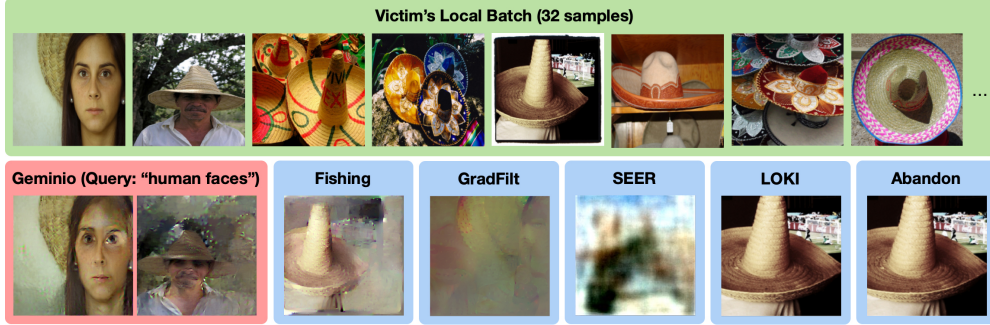 Victim's Local Batch (32 samples)
...
Geminio (Query: "human faces")
Fishing
GradFilt
SEER
LOKI
Abandon